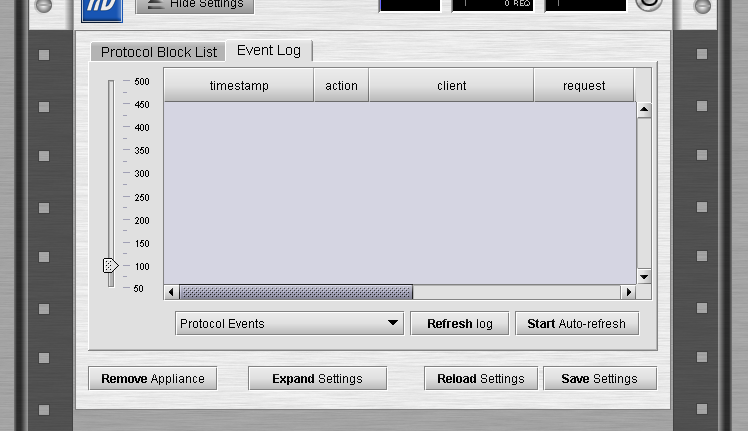 Hide Settings
0 REQ
Protocol Block List
Event Log
timestamp action client request
500
450
400
350
300
250
200
150
100
50
Protocol Events
Refresh log
Start Auto-refresh
Remove Appliance
Expand Settings
Reload Settings
Save Settings